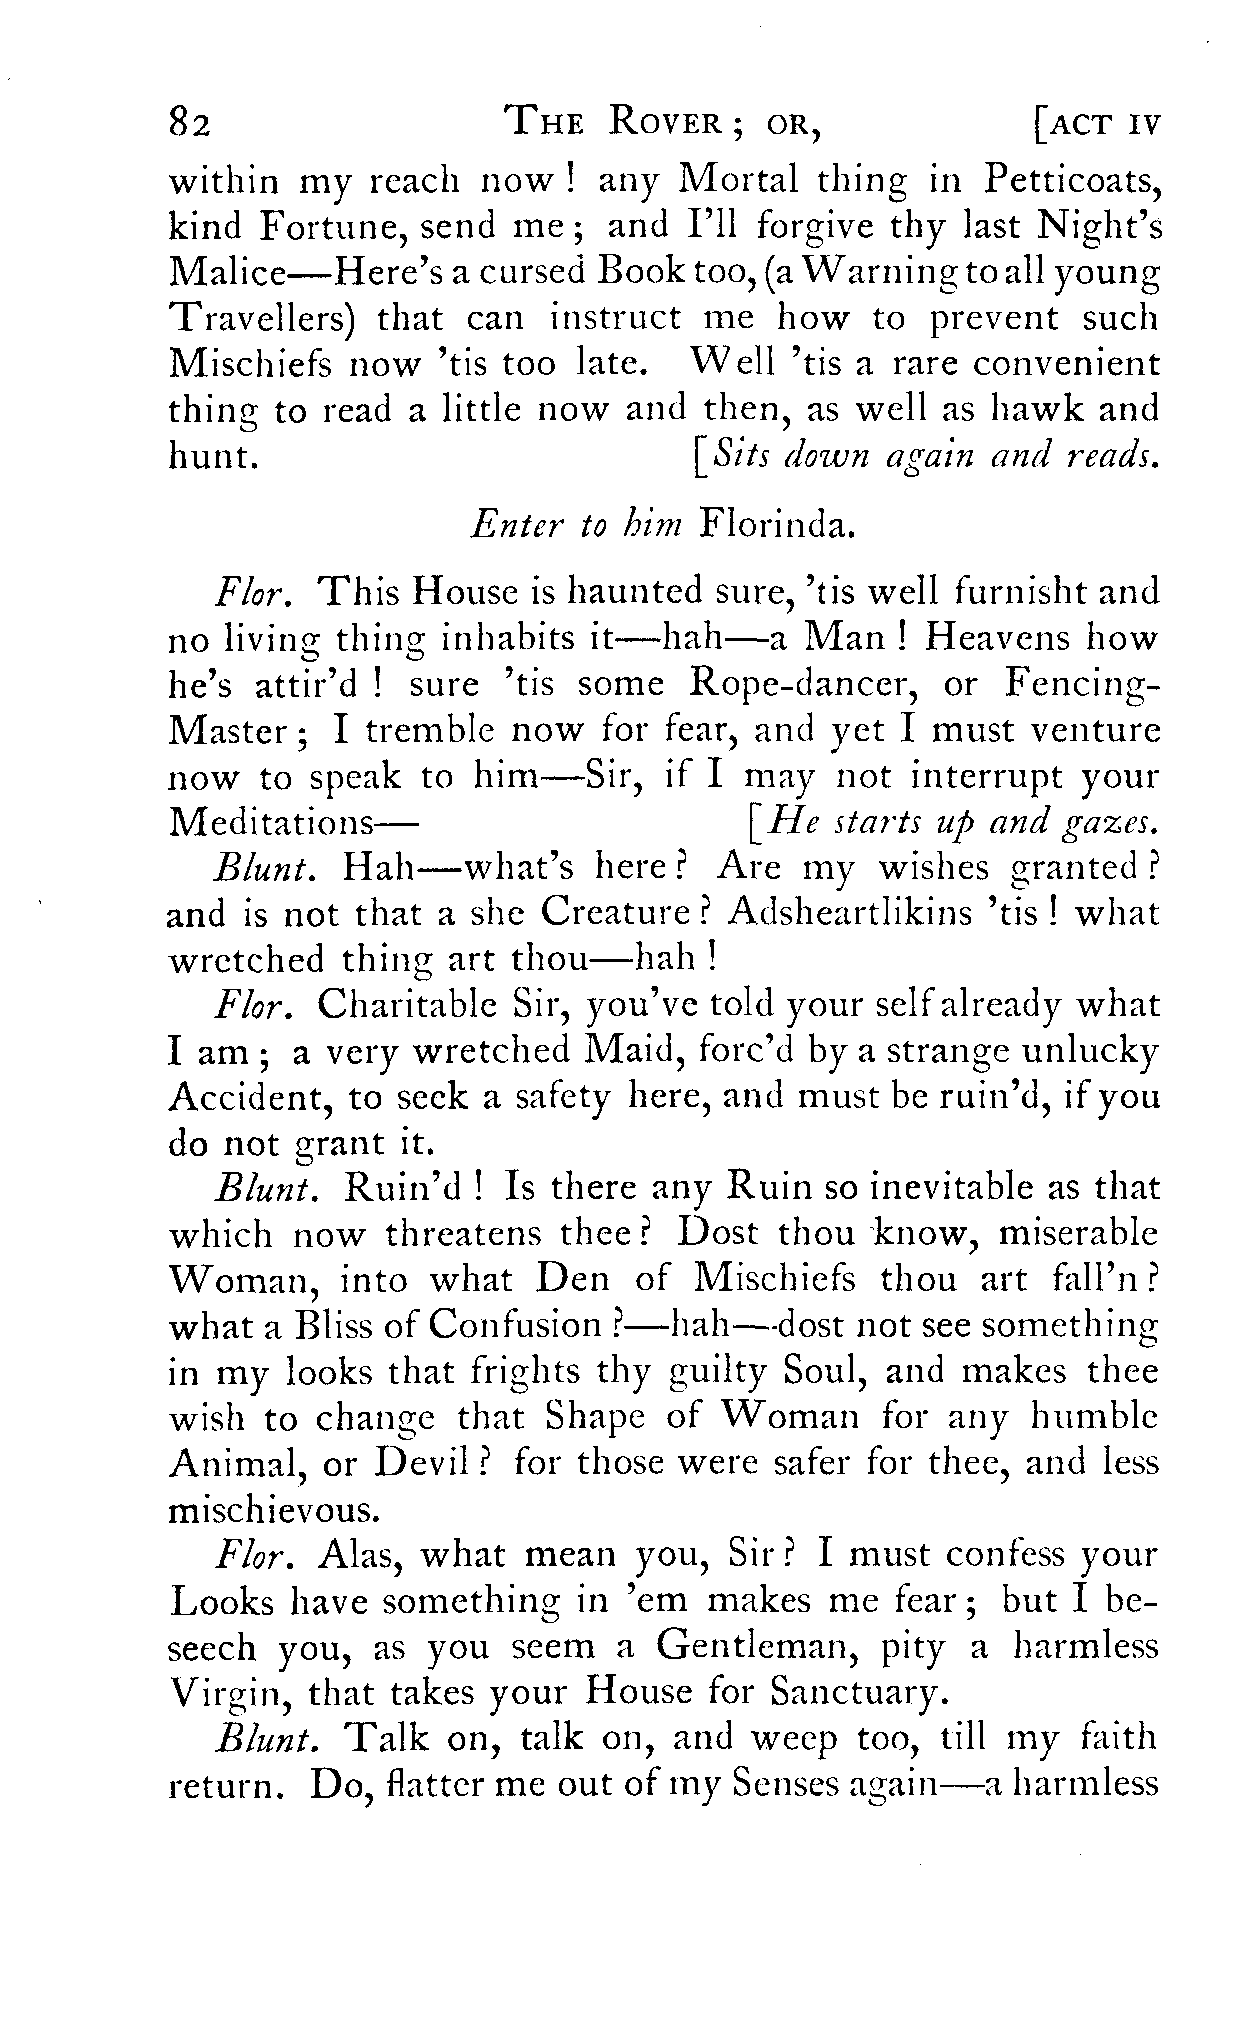 82 THE ROVER; OR, [ACT IV
within my reach now! any Mortal thing in Petticoats,
kind Fortune, send me; and I'll forgive thy last Night's
Malice—Here's a cursed Book too, (a Warning to all young
Travellers) that can instruct me how to prevent such
Mischiefs now 'tis too late. Well 'tis a rare convenient
thing to read a little now and then, as well as hawk and
hunt. [Sits down again and reads.
Enter to him Florinda.
Flor. This House is haunted sure, 'tis well furnisht and
no living thing inhabits it—hah—a Man! Heavens how
he's attir'd! sure 'tis some Rope-dancer, or Fencing-
Master; I tremble now for fear, and yet I must venture
now to speak to him—Sir, if I may not interrupt your
Meditations— [He starts up and gazes.
Blunt. Hah—what's here? Are my wishes granted?
and is not that a she Creature? Adsheartlikins 'tis! what
wretched thing art thou—hah!
Flor. Charitable Sir, you've told your self already what
I am; a very wretched Maid, forc'd by a strange unlucky
Accident, to seek a safety here, and must be ruin'd, if you
do not grant it.
Blunt. Ruin'd! Is there any Ruin so inevitable as that
which now threatens thee? Dost thou know, miserable
Woman, into what Den of Mischiefs thou art fall'n?
what a Bliss of Confusion?—hah—dost not see something
in my looks that frights thy guilty Soul, and makes thee
wish to change that Shape of Woman for any humble
Animal, or Devil? for those were safer for thee, and less
mischievous.
Flor. Alas, what mean you, Sir? I must confess your
Looks have something in 'em makes me fear; but I be-
seech you, as you seem a Gentleman, pity a harmless
Virgin, that takes your House for Sanctuary.
Blunt. Talk on, talk on, and weep too, till my faith
return. Do, flatter me out of my Senses again—a harmless